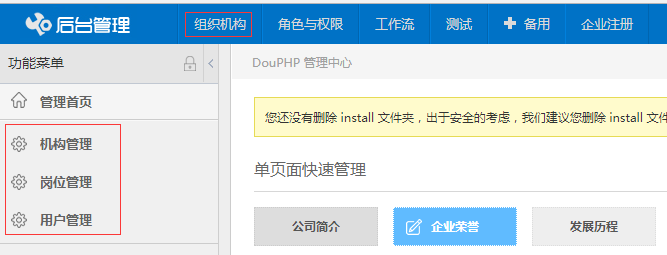 后台管理 组织机构 角色与权限 工作流 测试 备用 企业注册
功能菜单
DouPHP 管理中心
管理首页
您还没有删除 install 文件夹，出于安全的考虑，我们建议您删除 install 文件
机构管理
单页面快速管理
岗位管理
用户管理
公司简介 企业荣誉 发展历程